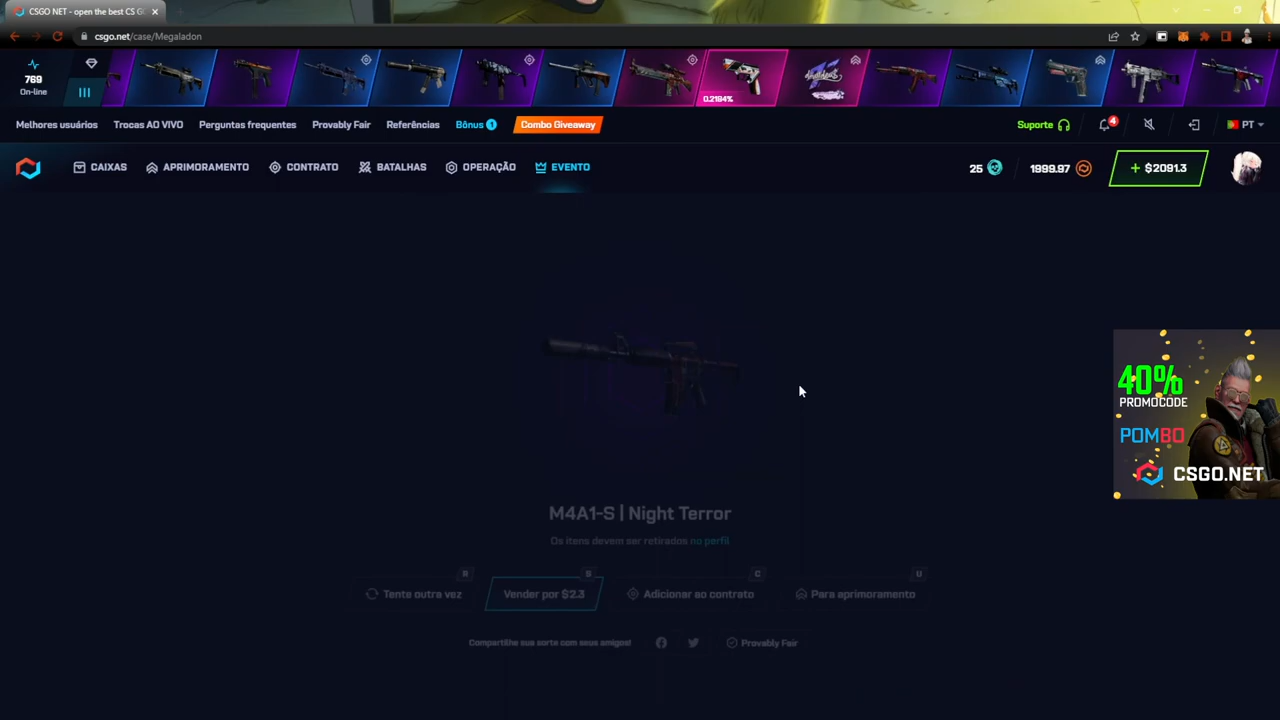 CSGO NET - open the best CS G
csgo.net/case/Megaladon
769
On-line
0.2184%
Melhores usuários
Trocas AO VIVO
Perguntas frequentes
Provably Fair
Referências
Bônus 1
Combo Giveaway
Suporte
4
PT
CAIXAS
APRIMORAMENTO
CONTRATO
BATALHAS
OPERAÇÃO
EVENTO
25
1999.97
+ $2091.3
40%
PROMOCODE
POMBO
CSGO.NET
M4A1-S | Night Terror
Os itens devem ser retirados no perfil
R
S
C
U
Tente outra vez
Vender por $2.3
Adicionar ao contrato
Para aprimoramento
Compartilhe sua sorte com seus amigos!
Provably Fair